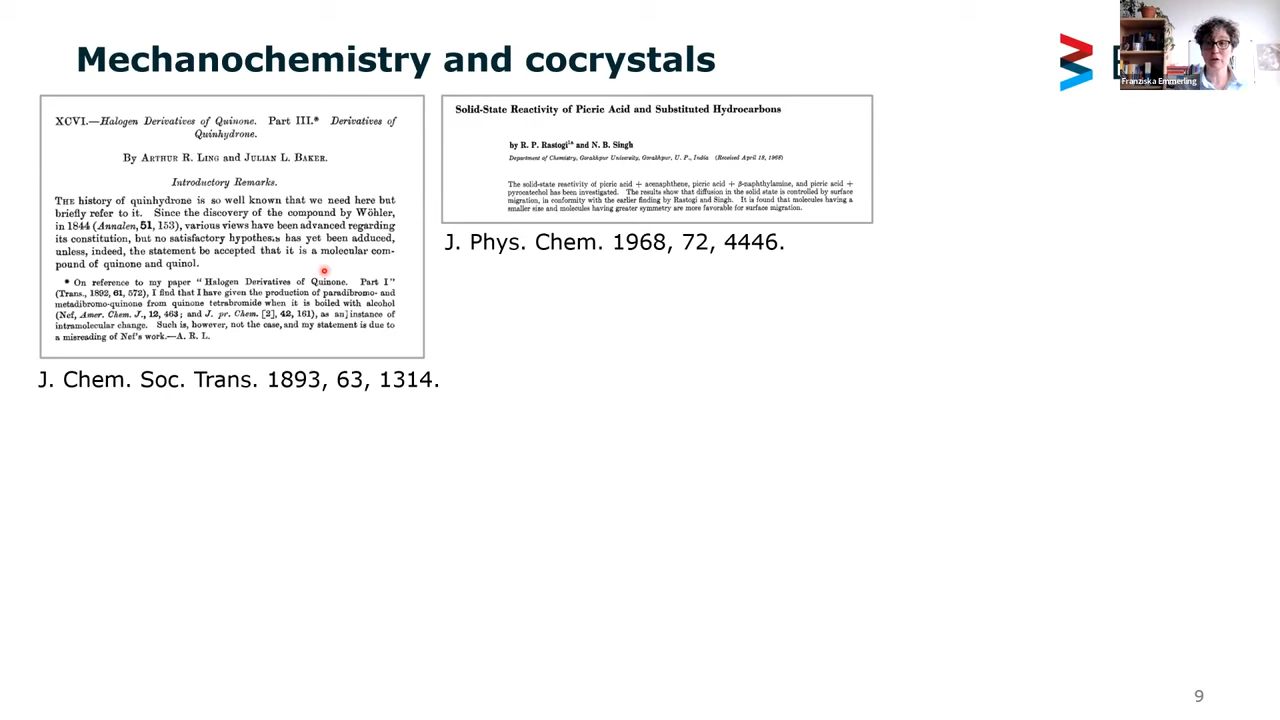 Mechanochemistry and cocrystals
XCVI.—Halogen Derivatives of Quinone. Part III.* Derivatives of
Quinhydrone.
By ARTHUR R. LING and JULIAN L. BAKER.
Introductory Remarks.
THE history of quinhydrone is so well known that we need here but
briefly refer to it. Since the discovery of the compound by Wöhler,
in 1844 (Annalen, 51, 153), various views have been advanced regarding
its constitution, but no satisfactory hypothesis has yet been adduced,
unless, indeed, the statement be accepted that it is a molecular com-
pound of quinone and quinol.
* On reference to my paper "Halogen Derivatives of Quinone. Part I"
(Trans., 1892, 61, 572), I find that I have given the production of paradibromo- and
metadibromo-quinone from quinone tetrabromide when it is boiled with alcohol
(Nef, Amer. Chem. J., 12, 463; and J. pr. Chem. [2], 42, 161), as an] instance of
intramolecular change. Such is, however, not the case, and my statement is due to
a misreading of Nef's work.—A. R. L.
J. Chem. Soc. Trans. 1893, 63, 1314.
Solid-State Reactivity of Picric Acid and Substituted Hydrocarbons
by R. P. Rastogi and N. B. Singh
Department of Chemistry, Gorakhpur University, Gorakhpur, U. P., India (Received April 18, 1968)
The solid-state reactivity of picric acid + acenaphthene, picric acid + β-naphthylamine, and picric acid +
pyrocatechol has been investigated. The results show that diffusion in the solid state is controlled by surface
migration, in conformity with the earlier finding by Rastogi and Singh. It is found that molecules having a
smaller size and molecules having greater symmetry are more favorable for surface migration.
J. Phys. Chem. 1968, 72, 4446.
Franziska Emmerling
9